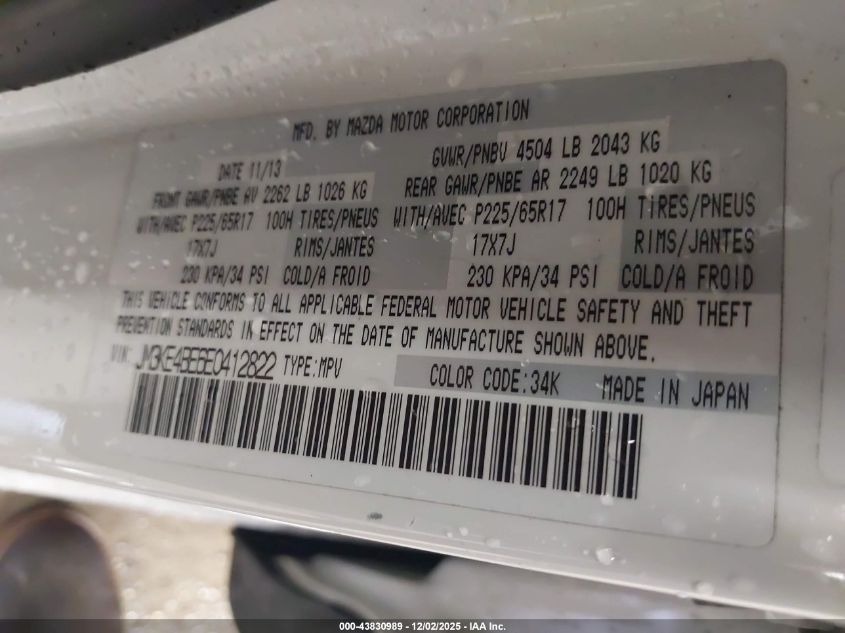 MFD. BY MAZDA MOTOR CORPORATION
DATE 11/13 GVWR/PNBV 4504 LB 2043 KG
FRONT GAWR/PNBE AV 2262 LB 1026 KG REAR GAWR/PNBE AR 2249 LB 1020 KG
WITH/AVEC P225/65R17 100H TIRES/PNEUS WITH/AVEC P225/65R17 100H TIRES/PNEUS
17X7J RIMS/JANTES 17X7J RIMS/JANTES
230 KPA/34 PSI COLD/A FROID 230 KPA/34 PSI COLD/A FROID
THIS VEHICLE CONFORMS TO ALL APPLICABLE FEDERAL MOTOR VEHICLE SAFETY AND THEFT
PREVENTION STANDARDS IN EFFECT ON THE DATE OF MANUFACTURE SHOWN ABOVE.
VIN: JM3KE4BE6E0412822 TYPE:MPV COLOR CODE:34K MADE IN JAPAN
000-43830989 - 12/02/2025 - IAA Inc.